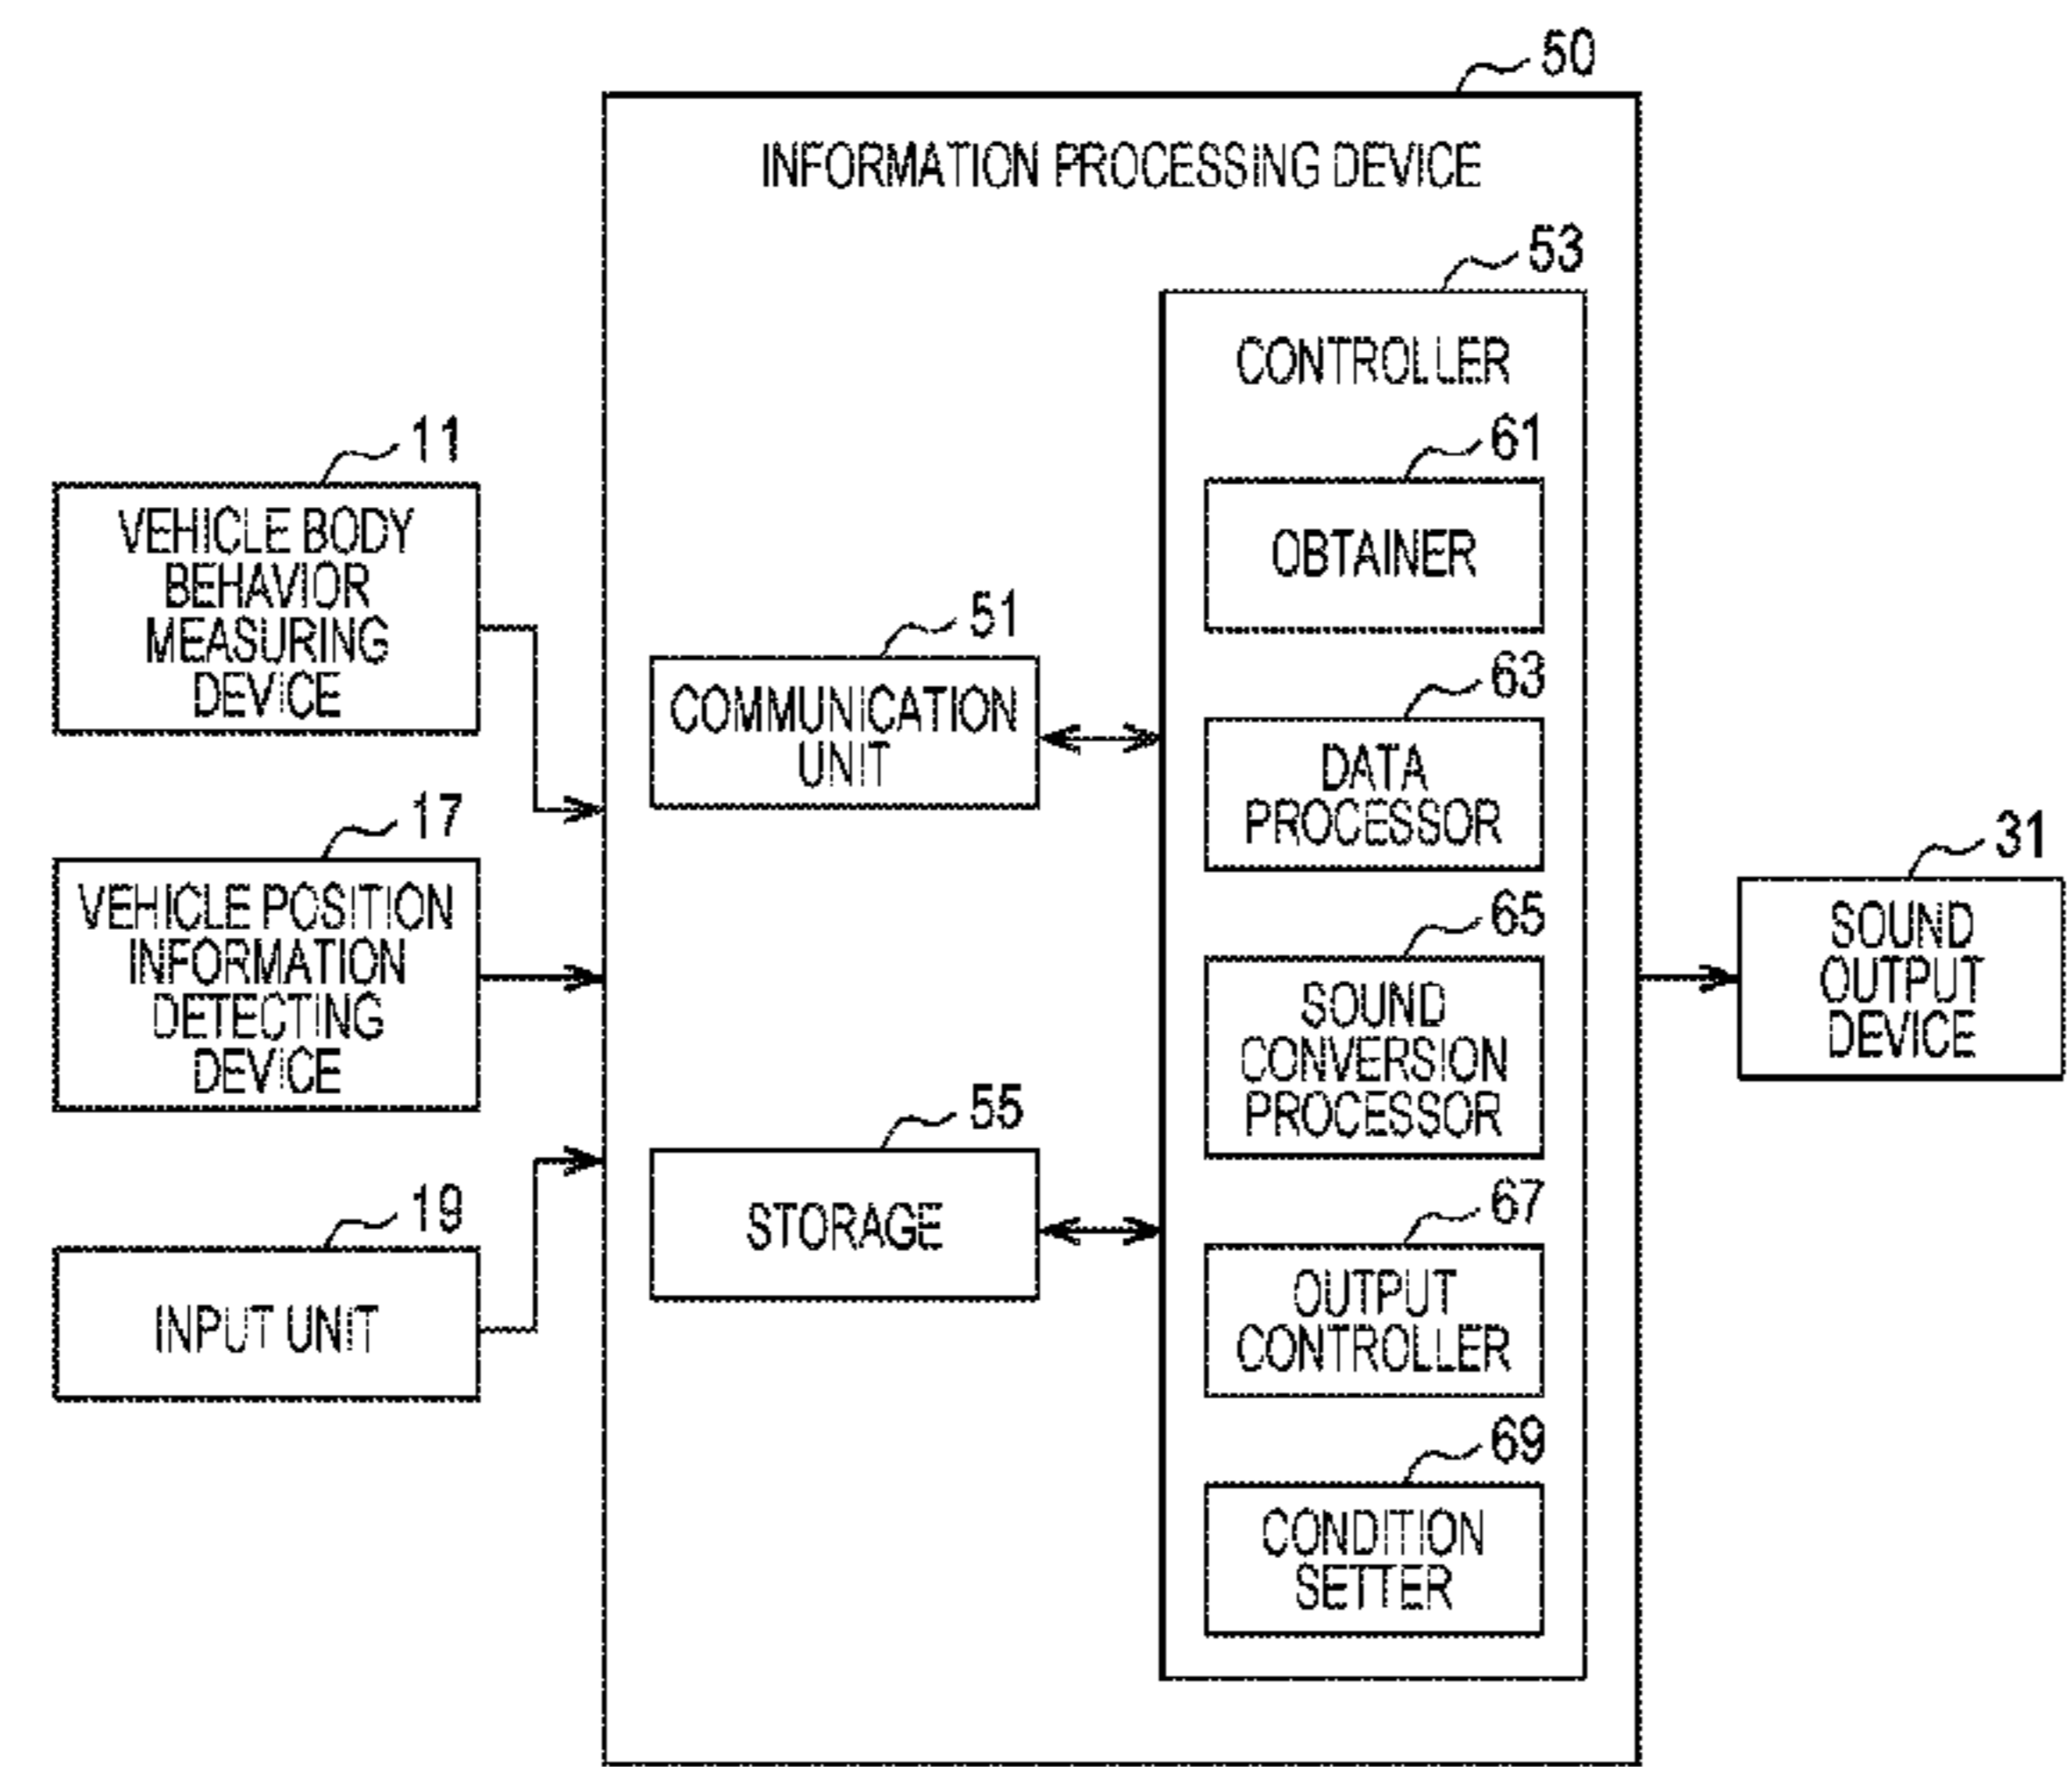 50
INFORMATION PROCESSING DEVICE
53
CONTROLLER
11
VEHICLE BODY
BEHAVIOR
MEASURING
DEVICE
17
VEHICLE POSITION
INFORMATION
DETECTING
DEVICE
19
INPUT UNIT
51
COMMUNICATION
UNIT
55
STORAGE
61
OBTAINER
63
DATA
PROCESSOR
65
SOUND
CONVERSION
PROCESSOR
67
OUTPUT
CONTROLLER
69
CONDITION
SETTER
31
SOUND
OUTPUT
DEVICE